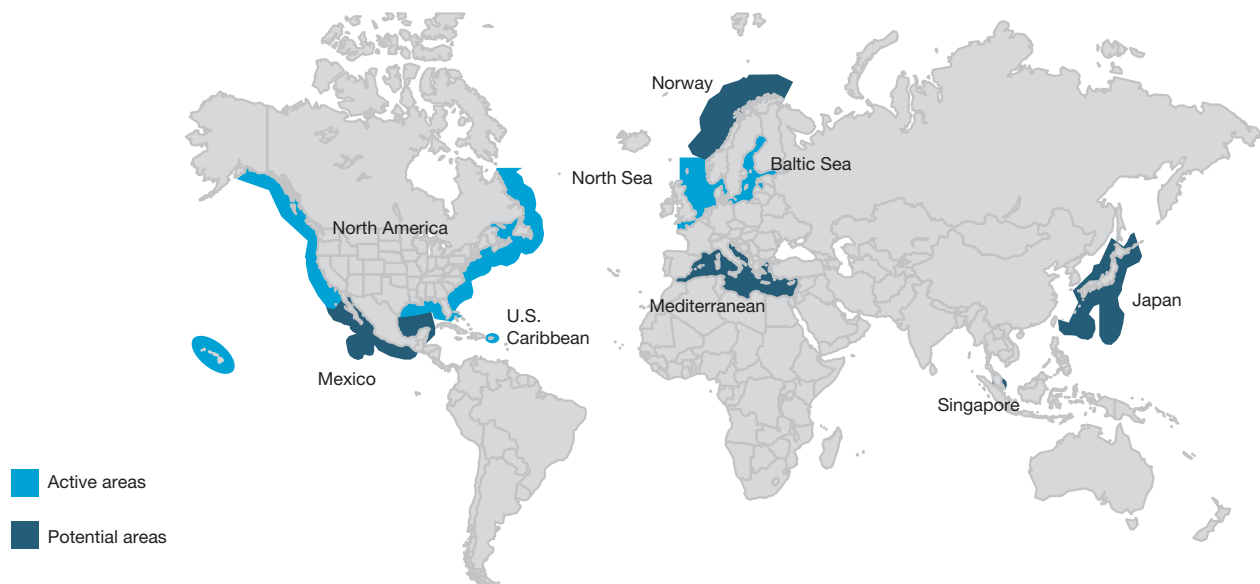 Norway
Baltic Sea
North Sea
North America
Mediterranean
Japan
U.S.
Caribbean
Mexico
Singapore
Active areas
Potential areas